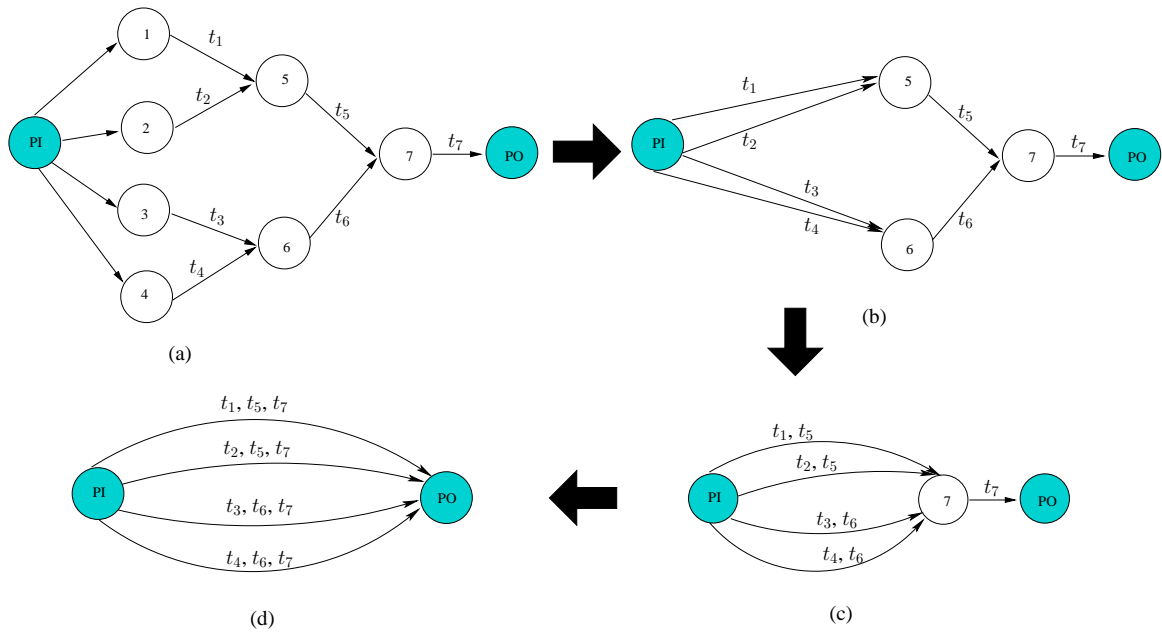 1
t1
5
t2
PI
2
t5
7
t7
PO
3
t3
t6
6
t4
4
(a)
t1
5
t5
PI
t2
7
t7
PO
t3
t6
t4
6
(b)
t1, t5, t7
t2, t5, t7
PI
PO
t3, t6, t7
t4, t6, t7
(d)
t1, t5
t2, t5
PI
7
t7
PO
t3, t6
t4, t6
(c)